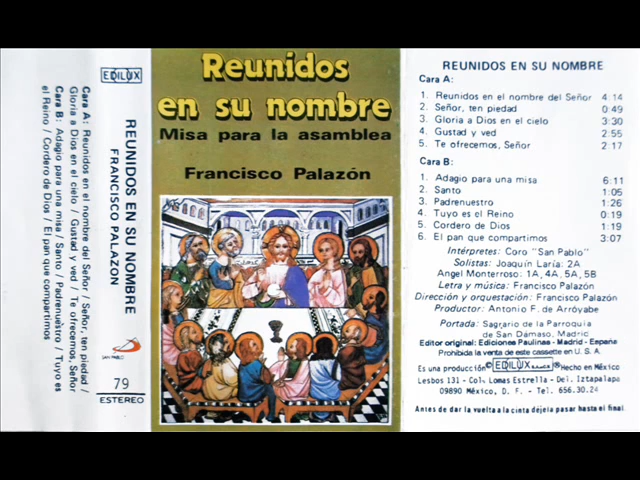 EDILUX
REUNIDOS EN SU NOMBRE
FRANCISCO PALAZON
Cara A: Reunidos en el nombre del Señor / Señor, ten piedad /
Gloria a Dios en el cielo / Gustad y ved / Te ofrecemos, Señor
Cara B: Adagio para una misa / Santo / Padrenuestro / Tuyo es
el Reino / Cordero de Dios / El pan que compartimos
SAN PABLO
79
ESTEREO
Reunidos
en su nombre
Misa para la asamblea
Francisco Palazón
REUNIDOS EN SU NOMBRE
Cara A:
1. Reunidos en el nombre del Señor 4:14
2. Señor, ten piedad 0:49
3. Gloria a Dios en el cielo 3:30
4. Gustad y ved 2:55
5. Te ofrecemos, Señor 2:17
Cara B:
1. Adagio para una misa 6:11
2. Santo 1:05
3. Padrenuestro 1:26
4. Tuyo es el Reino 0:19
5. Cordero de Dios 1:19
6. El pan que compartimos 3:07
Intérpretes: Coro "San Pablo"
Solistas: Joaquín Laría: 2A
Angel Monterroso: 1A, 4A, 5A, 5B
Letra y música: Francisco Palazón
Dirección y orquestación: Francisco Palazón
Productor: Antonio F. de Arróyabe
Portada: Sagrario de la Parroquia
de San Dámaso, Madrid
Editor original: Ediciones Paulinas - Madrid - España
Prohibida la venta de este cassette en U. S. A.
Es una producción © EDILUX Hecho en México
Lesbos 131 - Col. Lomas Estrella - Del. Iztapalapa
09890 México, D. F. - Tel. 656.30.24
Antes de dar la vuelta a la cinta dejela pasar hasta el final.